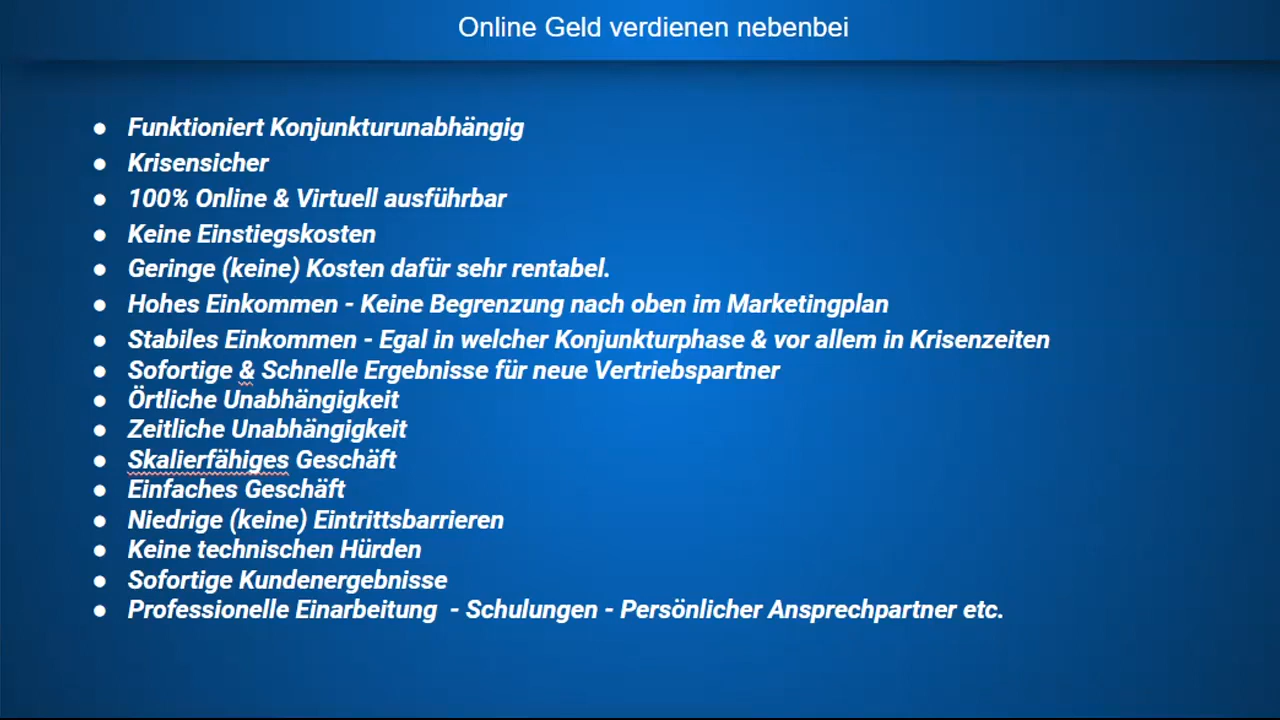 Online Geld verdienen nebenbei
● Funktioniert Konjunkturunabhängig
● Krisensicher
● 100% Online & Virtuell ausführbar
● Keine Einstiegskosten
● Geringe (keine) Kosten dafür sehr rentabel.
● Hohes Einkommen - Keine Begrenzung nach oben im Marketingplan
● Stabiles Einkommen - Egal in welcher Konjunkturphase & vor allem in Krisenzeiten
● Sofortige & Schnelle Ergebnisse für neue Vertriebspartner
● Örtliche Unabhängigkeit
● Zeitliche Unabhängigkeit
● Skalierfähiges Geschäft
● Einfaches Geschäft
● Niedrige (keine) Eintrittsbarrieren
● Keine technischen Hürden
● Sofortige Kundenergebnisse
● Professionelle Einarbeitung  - Schulungen - Persönlicher Ansprechpartner etc.